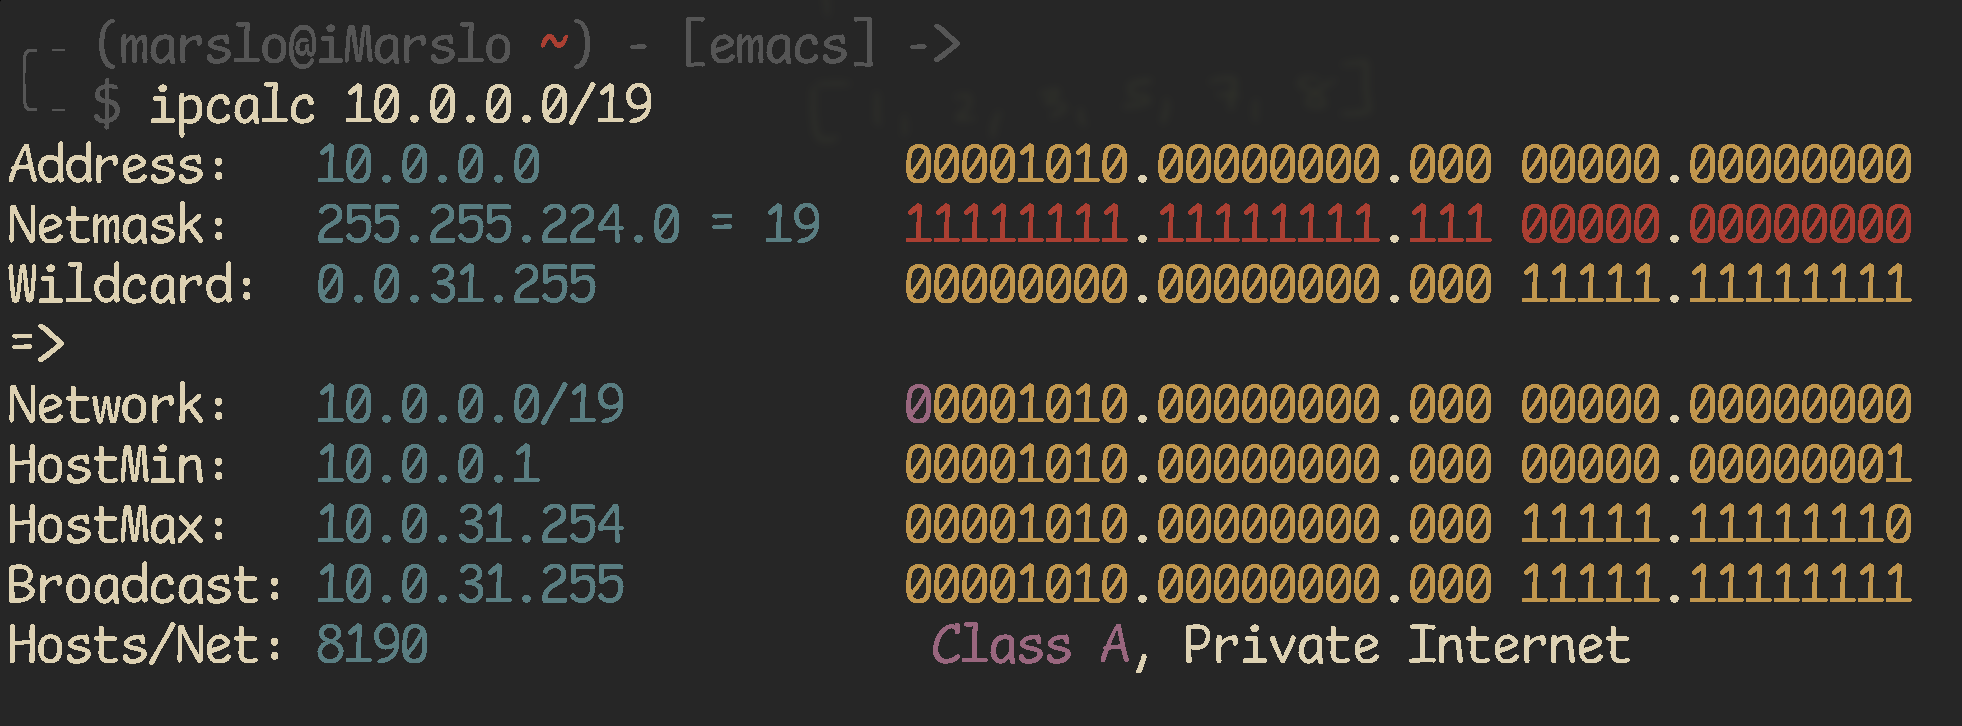 (marslo@iMarslo ~) - [emacs] ->
$ ipcalc 10.0.0.0/19
Address: 10.0.0.0 00001010.00000000.000 00000.00000000
Netmask: 255.255.224.0 = 19 11111111.11111111.111 00000.00000000
Wildcard: 0.0.31.255 00000000.00000000.000 11111.11111111
=>
Network: 10.0.0.0/19 00001010.00000000.000 00000.00000000
HostMin: 10.0.0.1 00001010.00000000.000 00000.00000001
HostMax: 10.0.31.254 00001010.00000000.000 11111.11111110
Broadcast: 10.0.31.255 00001010.00000000.000 11111.11111111
Hosts/Net: 8190 Class A, Private Internet